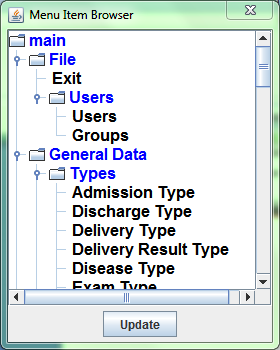 Menu Item Browser
main
File
Exit
Users
Users
Groups
General Data
Types
Admission Type
Discharge Type
Delivery Type
Delivery Result Type
Disease Type
Exam Type
Update